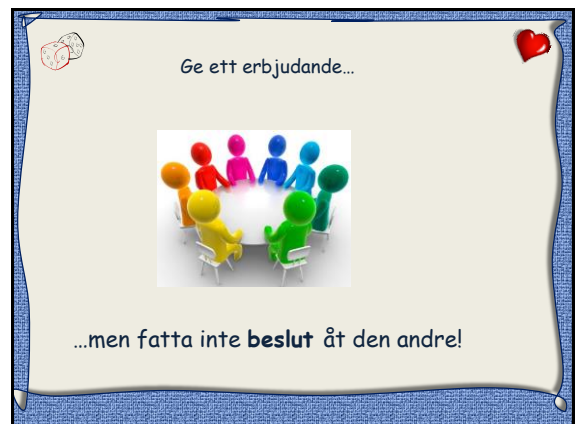 Ge ett erbjudande…
…men fatta inte beslut åt den andre!